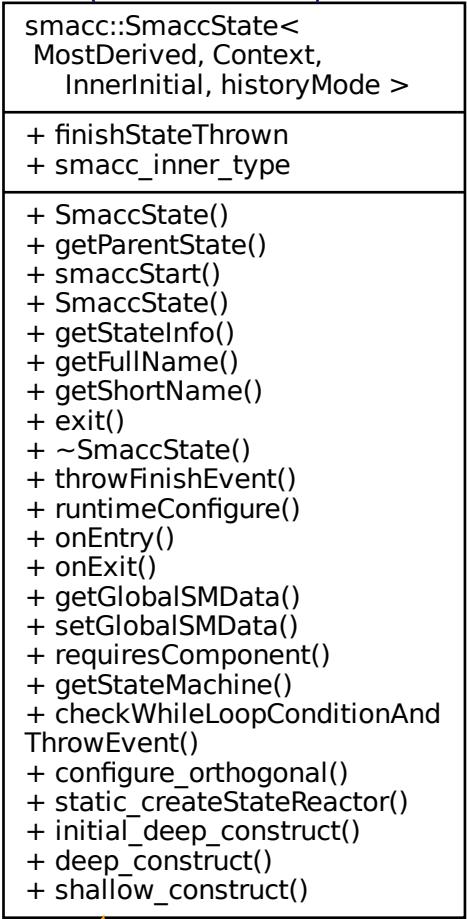 smacc::SmaccState<
MostDerived, Context,
InnerInitial, historyMode >
+ finishStateThrown
+ smacc_inner_type
+ SmaccState()
+ getParentState()
+ smaccStart()
+ SmaccState()
+ getStateInfo()
+ getFullName()
+ getShortName()
+ exit()
+ ~SmaccState()
+ throwFinishEvent()
+ runtimeConfigure()
+ onEntry()
+ onExit()
+ getGlobalSMData()
+ setGlobalSMData()
+ requiresComponent()
+ getStateMachine()
+ checkWhileLoopConditionAnd
ThrowEvent()
+ configure_orthogonal()
+ static_createStateReactor()
+ initial_deep_construct()
+ deep_construct()
+ shallow_construct()